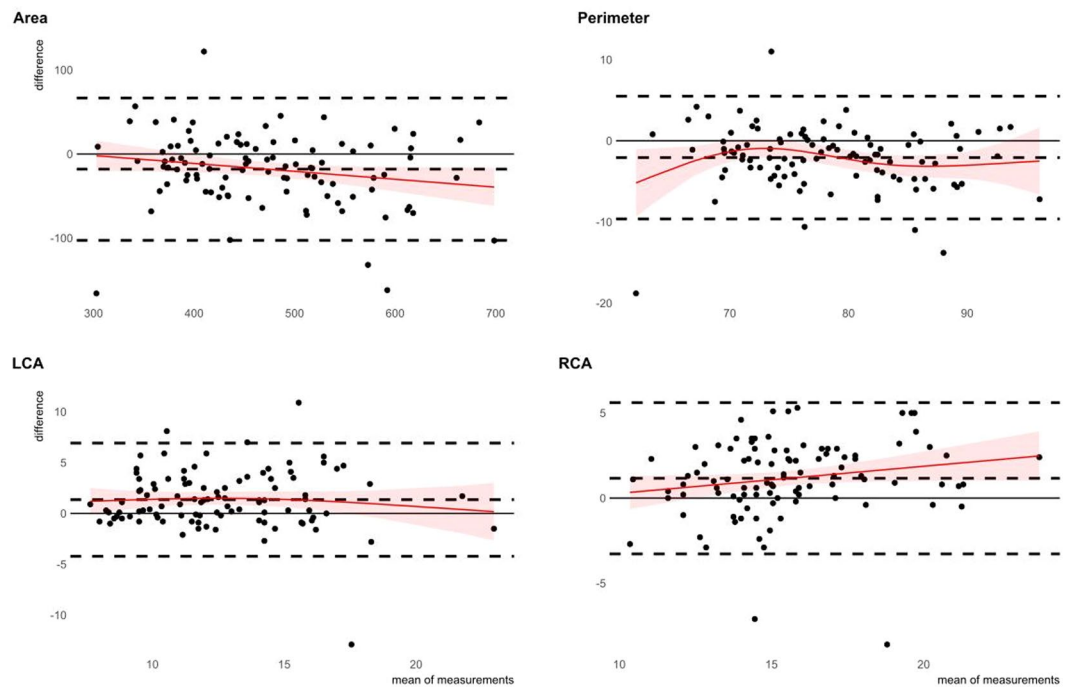 Area
difference
100
0
-100
300 400 500 600 700
Perimeter
10
0
-10
-20
70 80 90
LCA
difference
10
5
0
-5
-10
10 15 20
mean of measurements
RCA
5
0
-5
10 15 20
mean of measurements